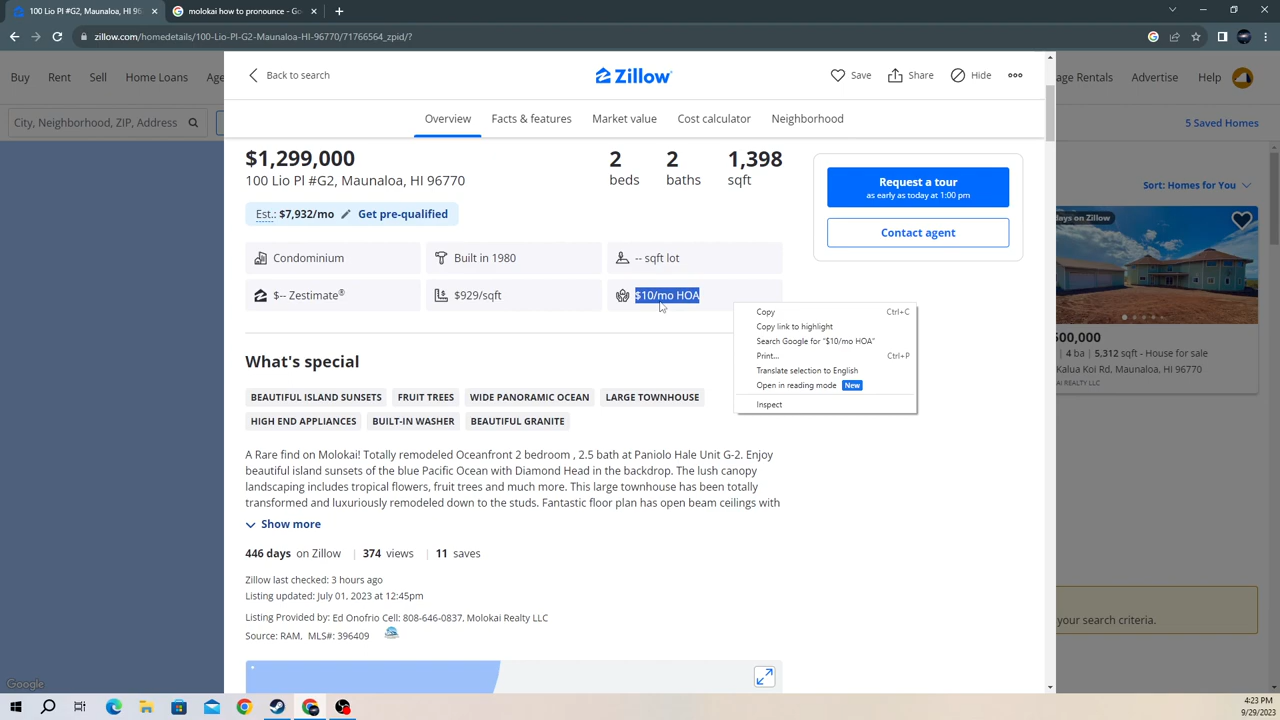 100 Lio Pl #G2, Maunaloa, HI 96
molokai how to pronounce - Go
zillow.com/homedetails/100-Lio-Pl-G2-Maunaloa-HI-96770/71766564_zpid/?
Buy Rent Sell Home Loans Age
Back to search
Zillow
Save Share Hide
age Rentals Advertise Help
City, Neighborhood, ZIP, Address
5 Saved Homes
Overview Facts & features Market value Cost calculator Neighborhood
$1,299,000
100 Lio Pl #G2, Maunaloa, HI 96770
2 beds
2 baths
1,398 sqft
Request a tour
as early as today at 1:00 pm
Contact agent
Sort: Homes for You
Est.: $7,932/mo Get pre-qualified
days on Zillow
Condominium Built in 1980 -- sqft lot
$-- Zestimate® $929/sqft $10/mo HOA
Copy Ctrl+C
Copy link to highlight
Search Google for “$10/mo HOA”
Print... Ctrl+P
Translate selection to English
Open in reading mode New
Inspect
00,000
4 ba | 5,312 sqft - House for sale
Kalua Koi Rd, Maunaloa, HI 96770
REALTY LLC
What's special
BEAUTIFUL ISLAND SUNSETS FRUIT TREES WIDE PANORAMIC OCEAN LARGE TOWNHOUSE
HIGH END APPLIANCES BUILT-IN WASHER BEAUTIFUL GRANITE
A Rare find on Molokai! Totally remodeled Oceanfront 2 bedroom , 2.5 bath at Paniolo Hale Unit G-2. Enjoy
beautiful island sunsets of the blue Pacific Ocean with Diamond Head in the backdrop. The lush canopy
landscaping includes tropical flowers, fruit trees and much more. This large townhouse has been totally
transformed and luxuriously remodeled down to the studs. Fantastic floor plan has open beam ceilings with
Show more
446 days on Zillow | 374 views | 11 saves
Zillow last checked: 3 hours ago
Listing updated: July 01, 2023 at 12:45pm
Listing Provided by: Ed Onofrio Cell: 808-646-0837, Molokai Realty LLC
Source: RAM, MLS#: 396409
your search criteria.
Google
4:23 PM
9/29/2023